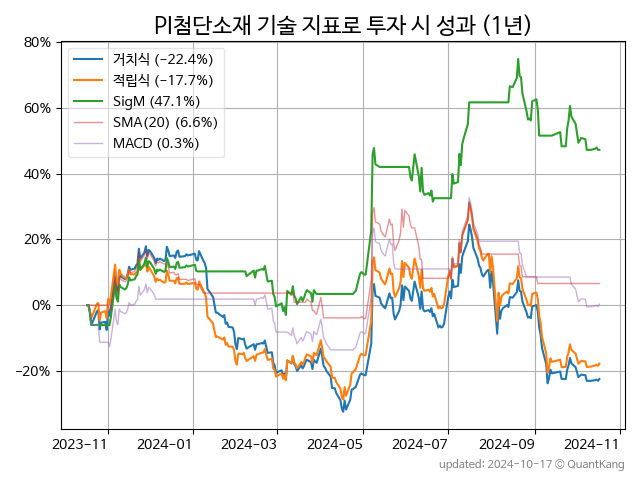 PI첨단소재 기술 지표로 투자 시 성과 (1년)
80%
60%
40%
20%
0%
−20%
거치식 (−22.4%)
적립식 (−17.7%)
SigM (47.1%)
SMA(20) (6.6%)
MACD (0.3%)
2023-11
2024-01
2024-03
2024-05
2024-07
2024-09
2024-11
updated: 2024-10-17 © QuantKang